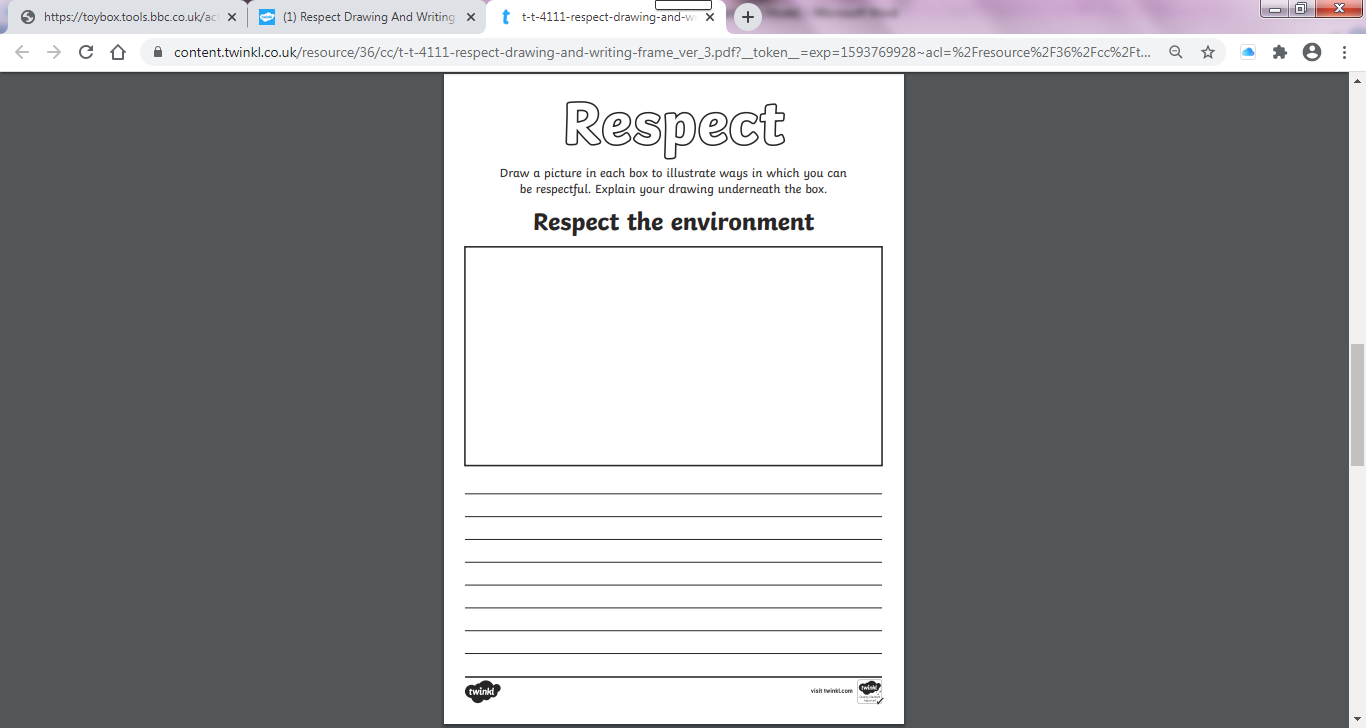 https://toybox.tools.bbc.co.uk/act
(1) Respect Drawing And Writing
t-t-4111-respect-drawing-and-wr
content.twinkl.co.uk/resource/36/cc/t-t-4111-respect-drawing-and-writing-frame_ver_3.pdf?__token__=exp=1593769928~acl=%2Fresource%2F36%2Fcc%2Ft...
Respect
Draw a picture in each box to illustrate ways in which you can
be respectful. Explain your drawing underneath the box.
Respect the environment
twinkl
visit twinkl.com
twinkl